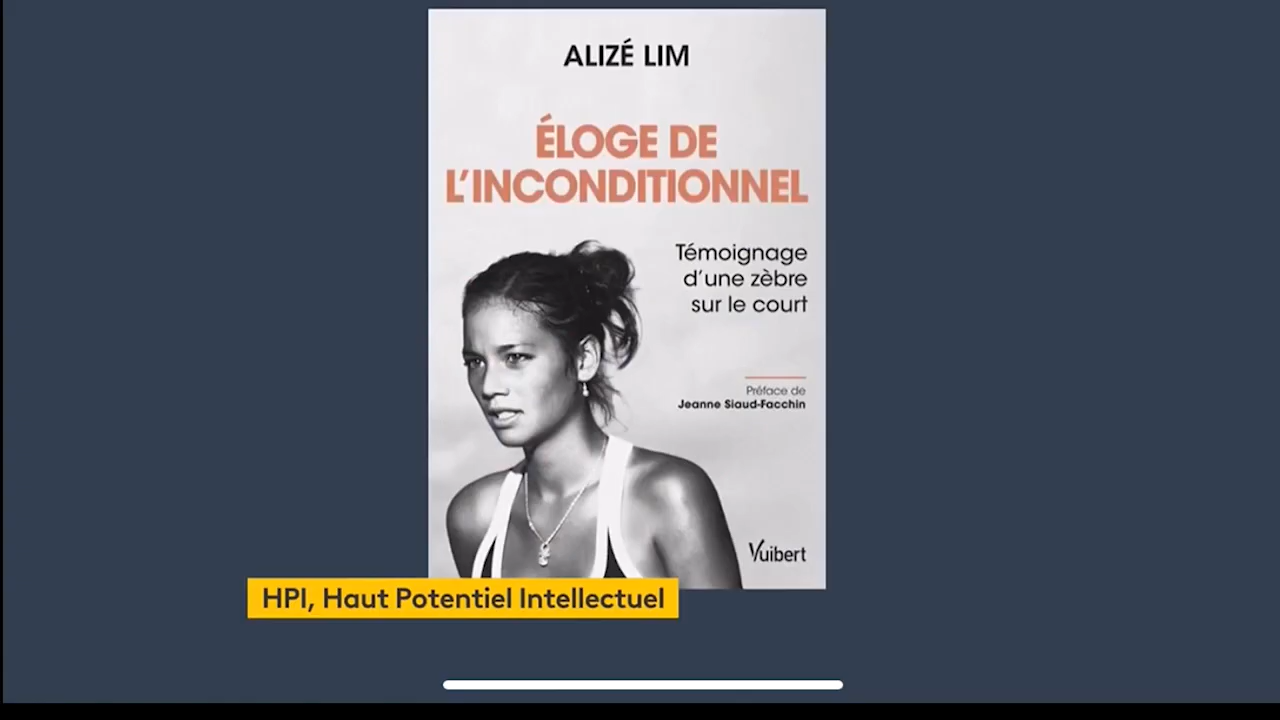 ALIZÉ LIM
ÉLOGE DE
L'INCONDITIONNEL
Témoignage
d'une zèbre
sur le court
Préface de
Jeanne Siaud-Facchin
Vuibert
HPI, Haut Potentiel Intellectuel